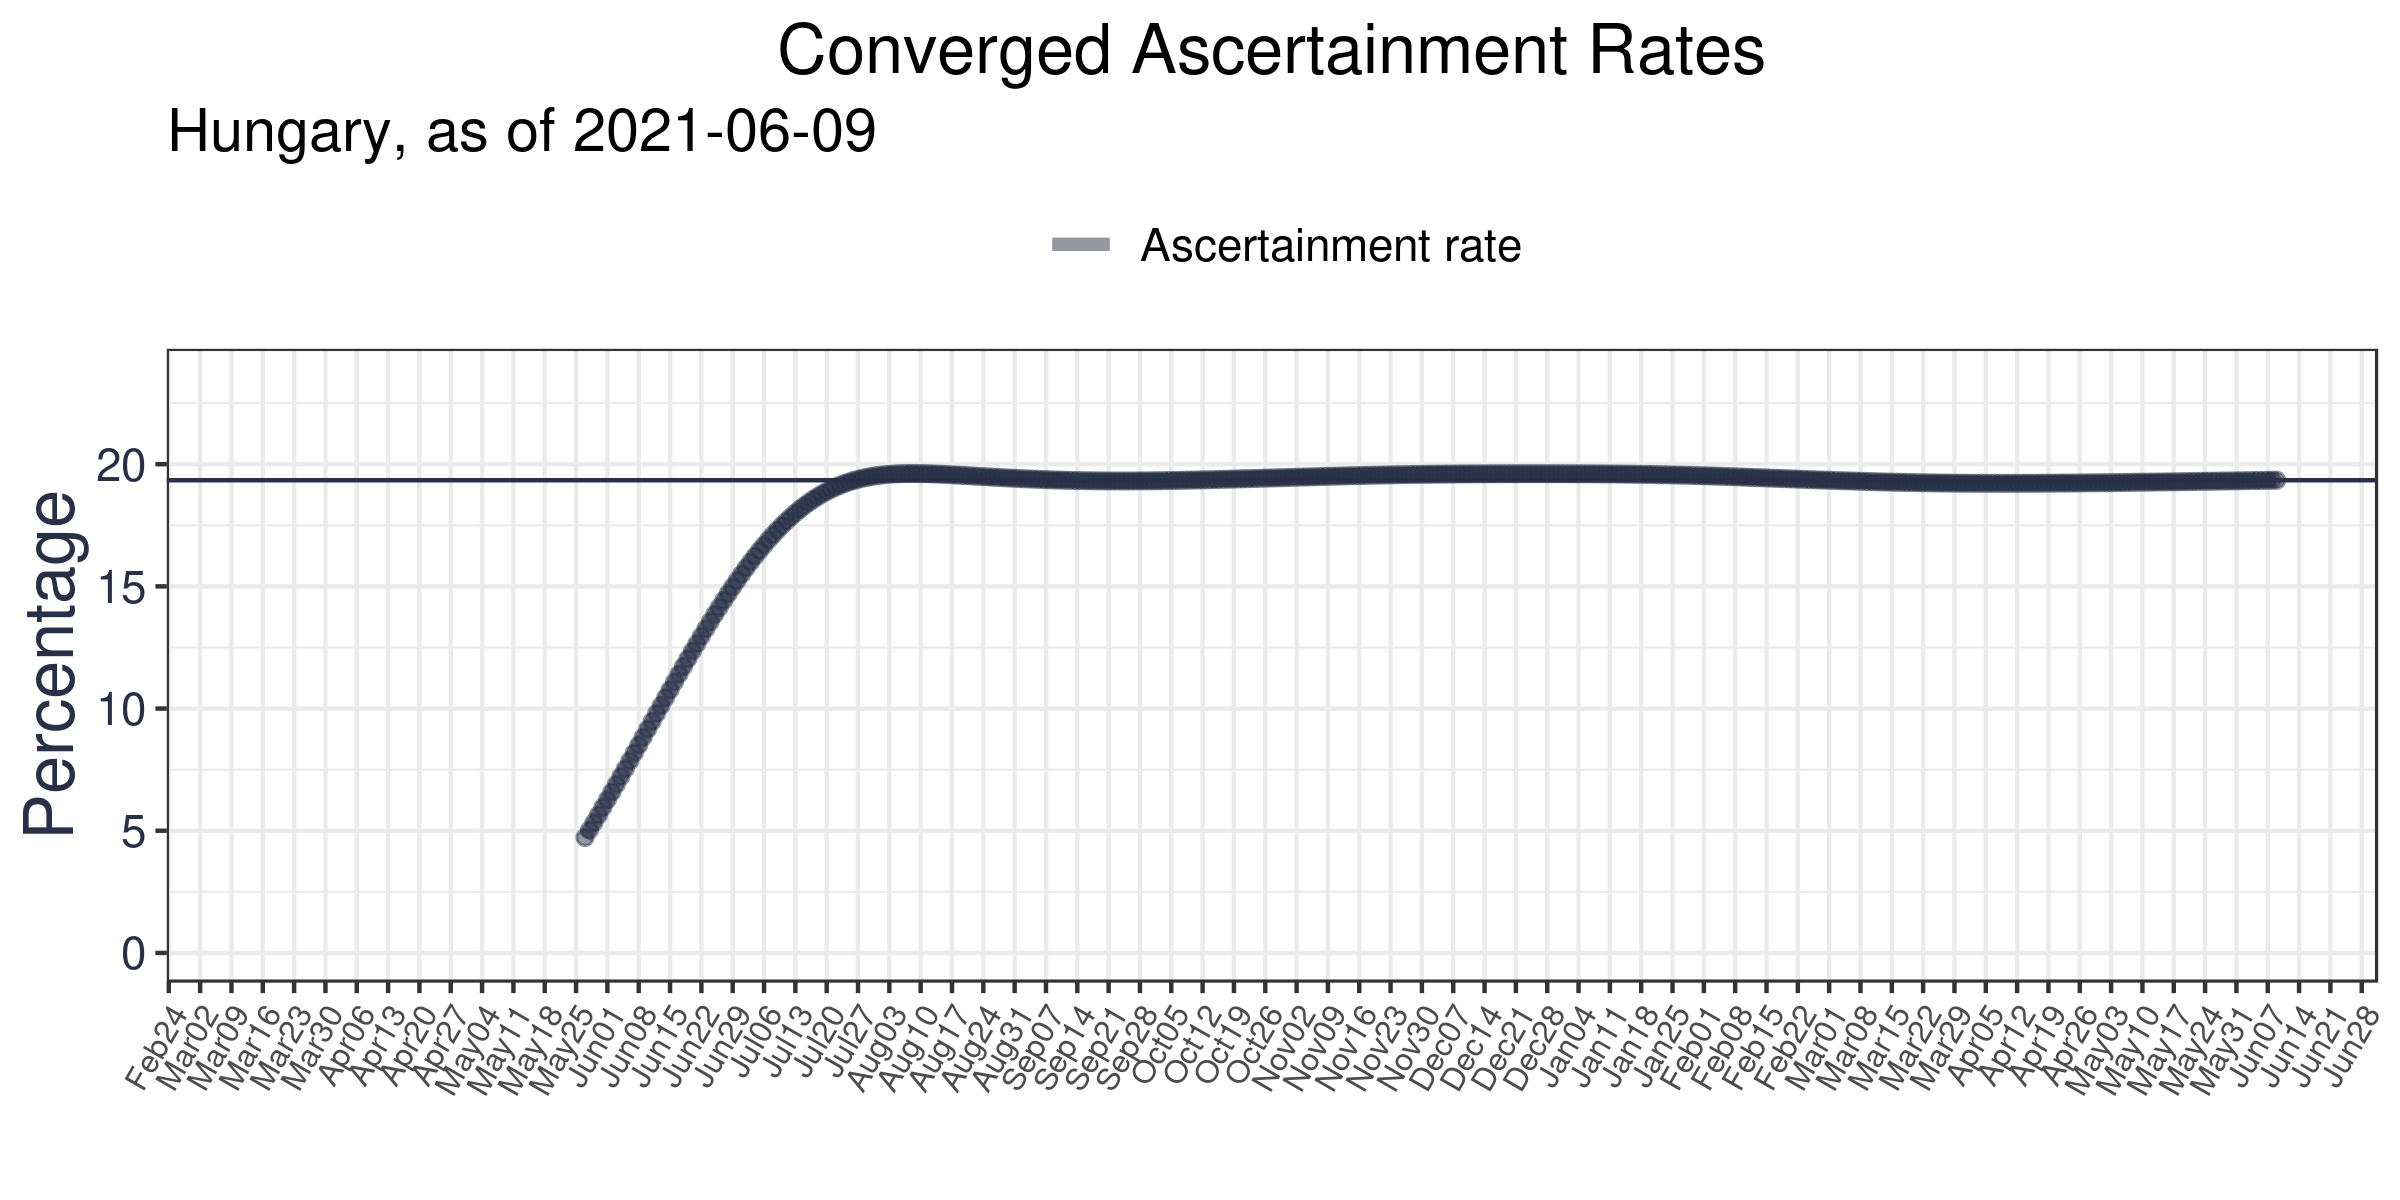 Converged Ascertainment Rates
Hungary, as of 2021-06-09
Ascertainment rate
Percentage
20
15
10
5
0
Feb24
Mar02
Mar09
Mar16
Mar23
Mar30
Apr06
Apr13
Apr20
Apr27
May04
May11
May18
May25
Jun01
Jun08
Jun15
Jun22
Jun29
Jul06
Jul13
Jul20
Jul27
Aug03
Aug10
Aug17
Aug24
Aug31
Sep07
Sep14
Sep21
Sep28
Oct05
Oct12
Oct19
Oct26
Nov02
Nov09
Nov16
Nov23
Nov30
Dec07
Dec14
Dec21
Dec28
Jan04
Jan11
Jan18
Jan25
Feb01
Feb08
Feb15
Feb22
Mar01
Mar08
Mar15
Mar22
Mar29
Apr05
Apr12
Apr19
Apr26
May03
May10
May17
May24
May31
Jun07
Jun14
Jun21
Jun28